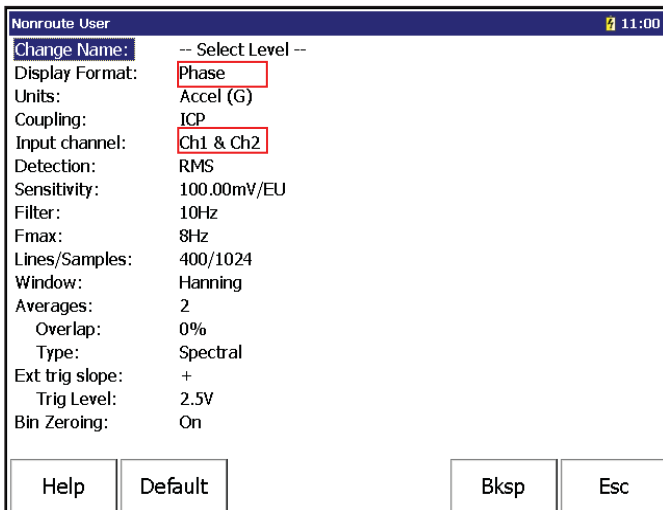 Nonroute User 11:00
Change Name: -- Select Level --
Display Format: Phase
Units: Accel (G)
Coupling: ICP
Input channel: Ch1 & Ch2
Detection: RMS
Sensitivity: 100.00mV/EU
Filter: 10Hz
Fmax: 8Hz
Lines/Samples: 400/1024
Window: Hanning
Averages: 2
Overlap: 0%
Type: Spectral
Ext trig slope: +
Trig Level: 2.5V
Bin Zeroing: On
Help Default Bksp Esc